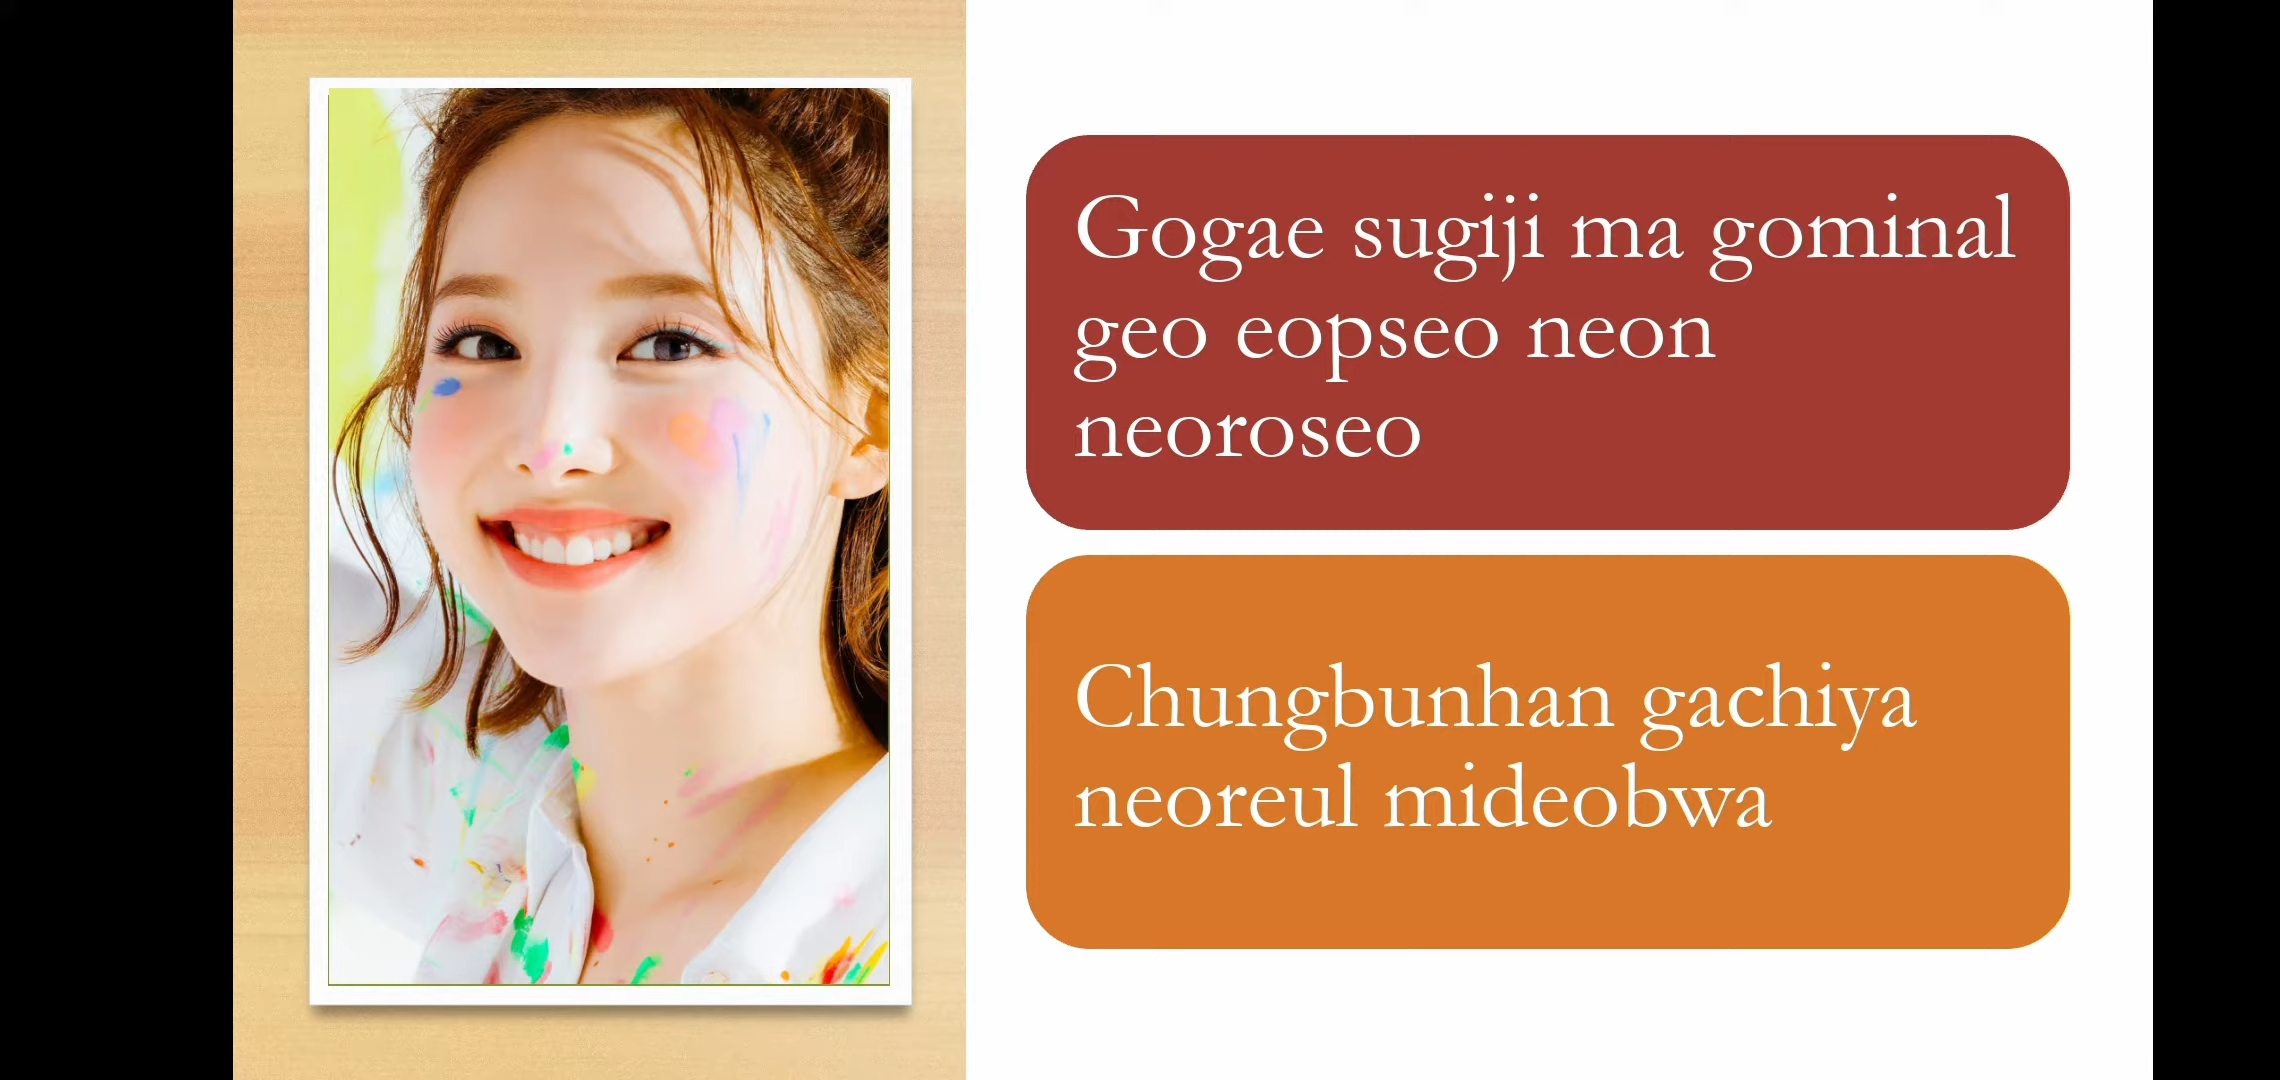 Gogae sugiji ma gominal
geo eopseo neon
neoroseo
Chungbunhan gachiya
neoreul mideobwa